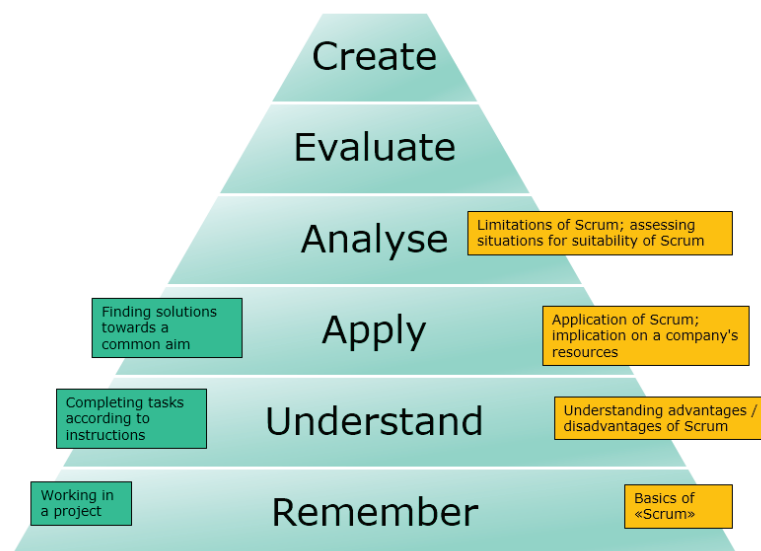 Create
Evaluate
Analyse
Limitations of Scrum; assessing
situations for suitability of Scrum
Finding solutions
towards a
common aim
Apply
Application of Scrum;
implication on a company's
resources
Completing tasks
according to
instructions
Understand
Understanding advantages /
disadvantages of Scrum
Working in
a project
Remember
Basics of
«Scrum»